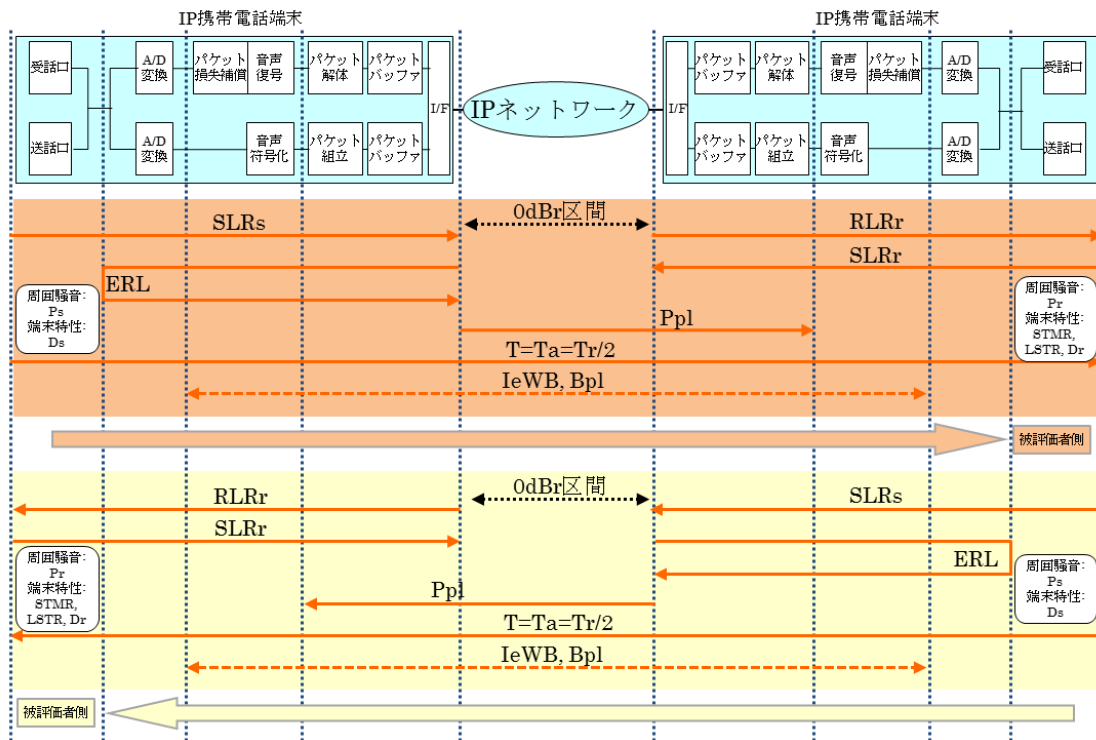 IP携帯電話端末
IP携帯電話端末
受話口
A/D
変換
パケット
損失補償
音声
復号
パケット
解体
パケット
バッファ
I/F
送話口
A/D
変換
音声
符号化
パケット
組立
パケット
バッファ
IPネットワーク
I/F
パケット
バッファ
パケット
解体
音声
復号
パケット
損失補償
A/D
変換
受話口
パケット
バッファ
パケット
組立
音声
符号化
A/D
変換
送話口
SLRs
0dBr区間
RLRr
SLRr
ERL
周囲騒音:
Ps
端末特性:
Ds
Ppl
周囲騒音:
Pr
端末特性:
STMR,
LSTR, Dr
T=Ta=Tr/2
IeWB, Bpl
被評価者側
RLRr
0dBr区間
SLRs
SLRr
ERL
周囲騒音:
Pr
端末特性:
STMR,
LSTR, Dr
Ppl
周囲騒音:
Ps
端末特性:
Ds
T=Ta=Tr/2
IeWB, Bpl
被評価者側